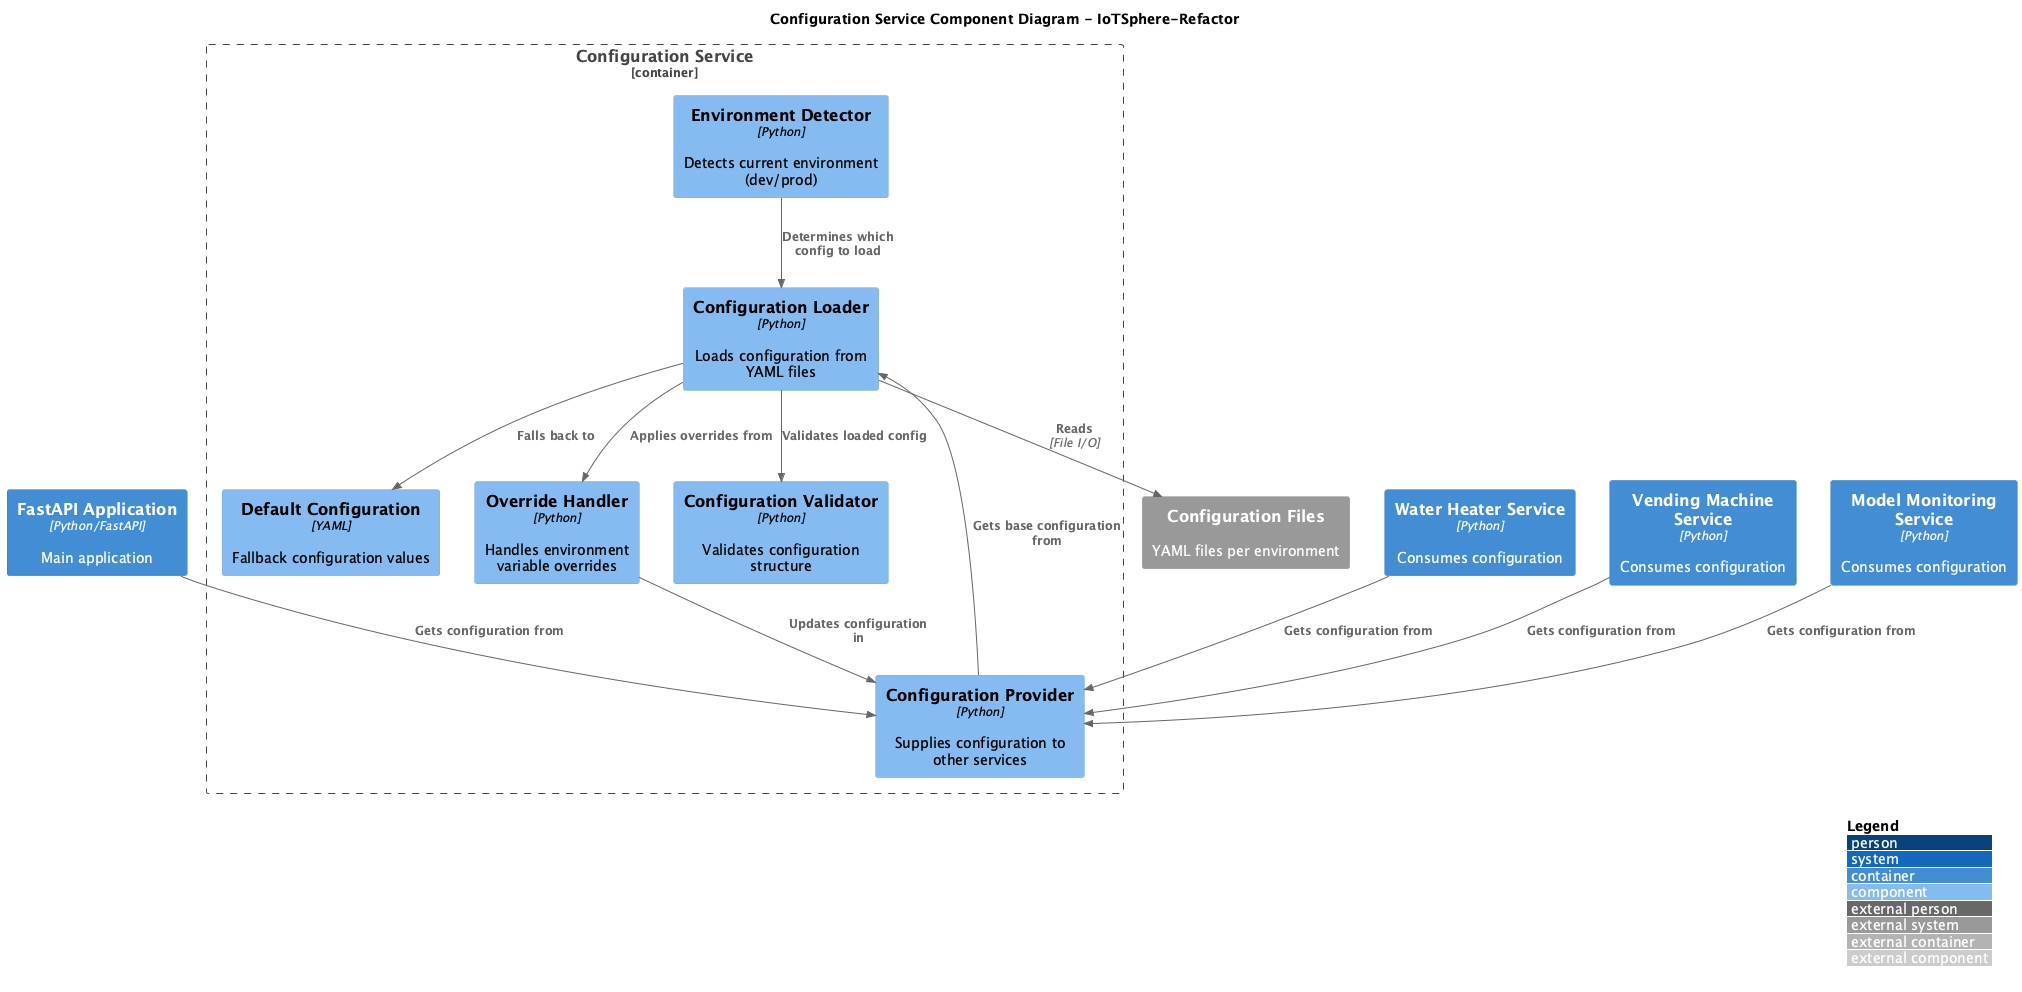 Configuration Service Component Diagram - IoTSphere-Refactor
Configuration Service
[container]
Environment Detector
[Python]
Detects current environment
(dev/prod)
Determines which
config to load
Configuration Loader
[Python]
Loads configuration from
YAML files
Falls back to
Applies overrides from
Validates loaded config
Reads
[File I/O]
FastAPI Application
[Python/FastAPI]
Main application
Default Configuration
[YAML]
Fallback configuration values
Override Handler
[Python]
Handles environment
variable overrides
Configuration Validator
[Python]
Validates configuration
structure
Gets base configuration
from
Configuration Files
YAML files per environment
Water Heater Service
[Python]
Consumes configuration
Vending Machine
Service
[Python]
Consumes configuration
Model Monitoring
Service
[Python]
Consumes configuration
Gets configuration from
Updates configuration
in
Gets configuration from
Gets configuration from
Gets configuration from
Configuration Provider
[Python]
Supplies configuration to
other services
Legend
person
system
container
component
external person
external system
external container
external component